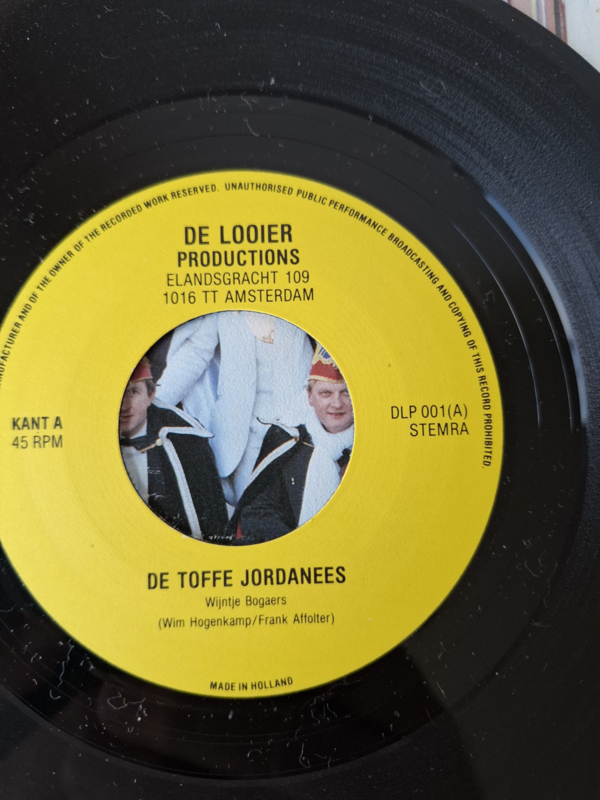 MANUFACTURER AND OF THE OWNER OF THE RECORDED WORK RESERVED. UNAUTHORISED PUBLIC PERFORMANCE BROADCASTING AND COPYING OF THIS RECORD PROHIBITED.
DE LOOIER
PRODUCTIONS
ELANDSGRACHT 109
1016 TT AMSTERDAM
KANT A
45 RPM
DLP 001(A)
STEMRA
DE TOFFE JORDANEES
Wijntje Bogaers
(Wim Hogenkamp/Frank Affolter)
MADE IN HOLLAND